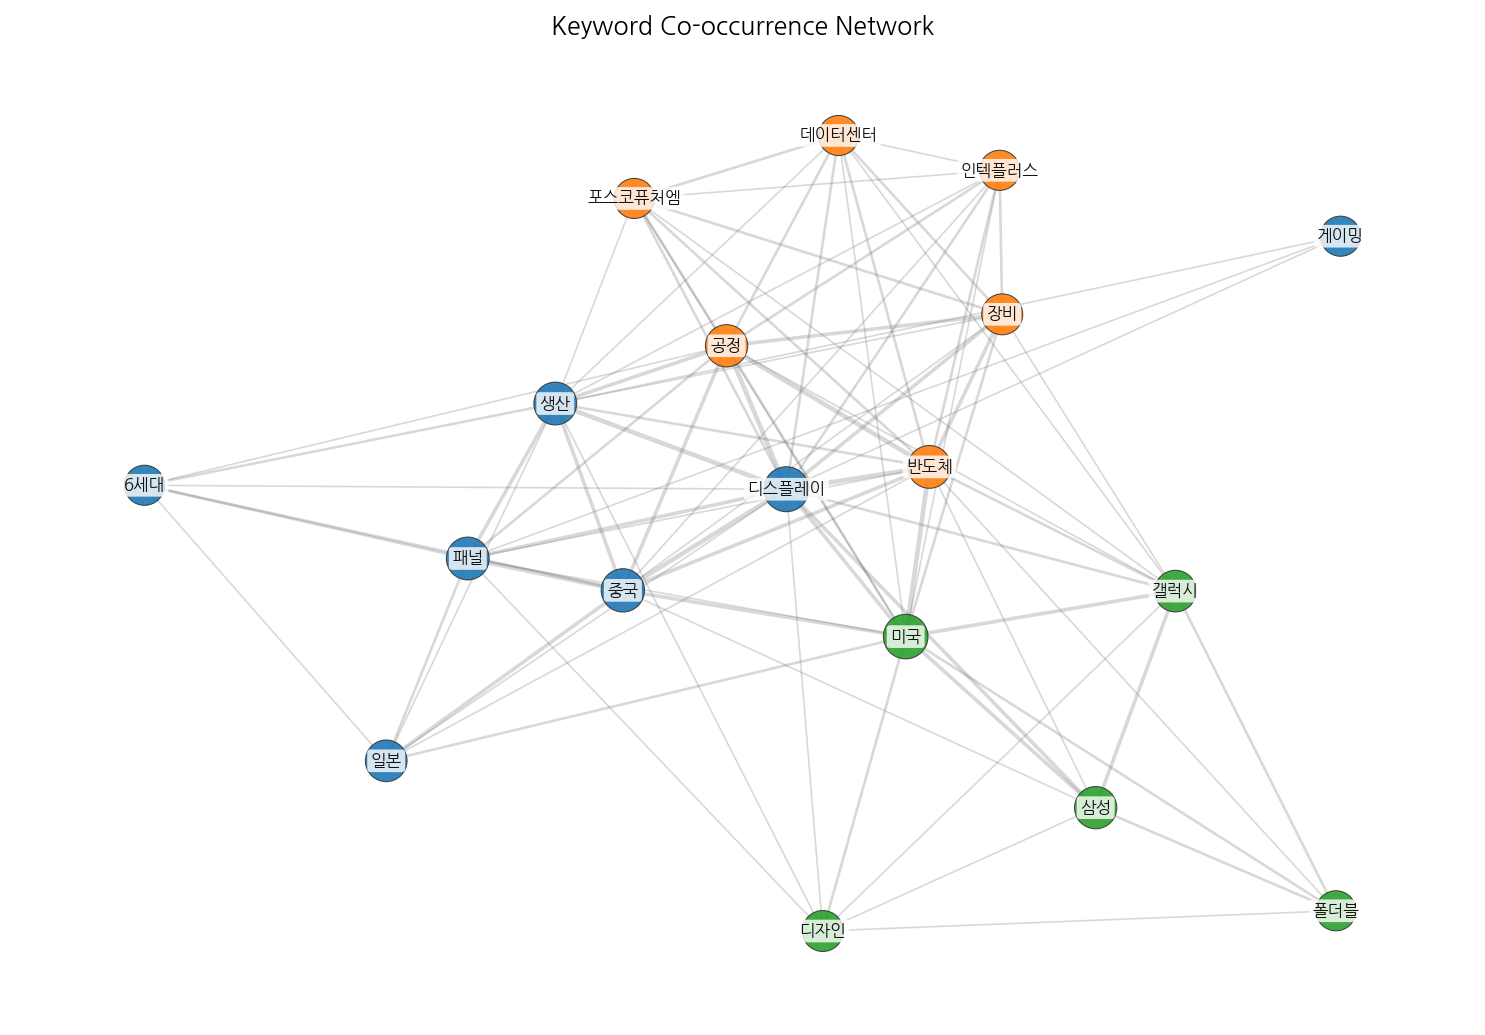 Keyword Co-occurrence Network
데이터센터
인텍플러스
포스코퓨처엠
게이밍
장비
공정
생산
반도체
6세대
디스플레이
패널
중국
갤럭시
미국
일본
삼성
폴더블
디자인